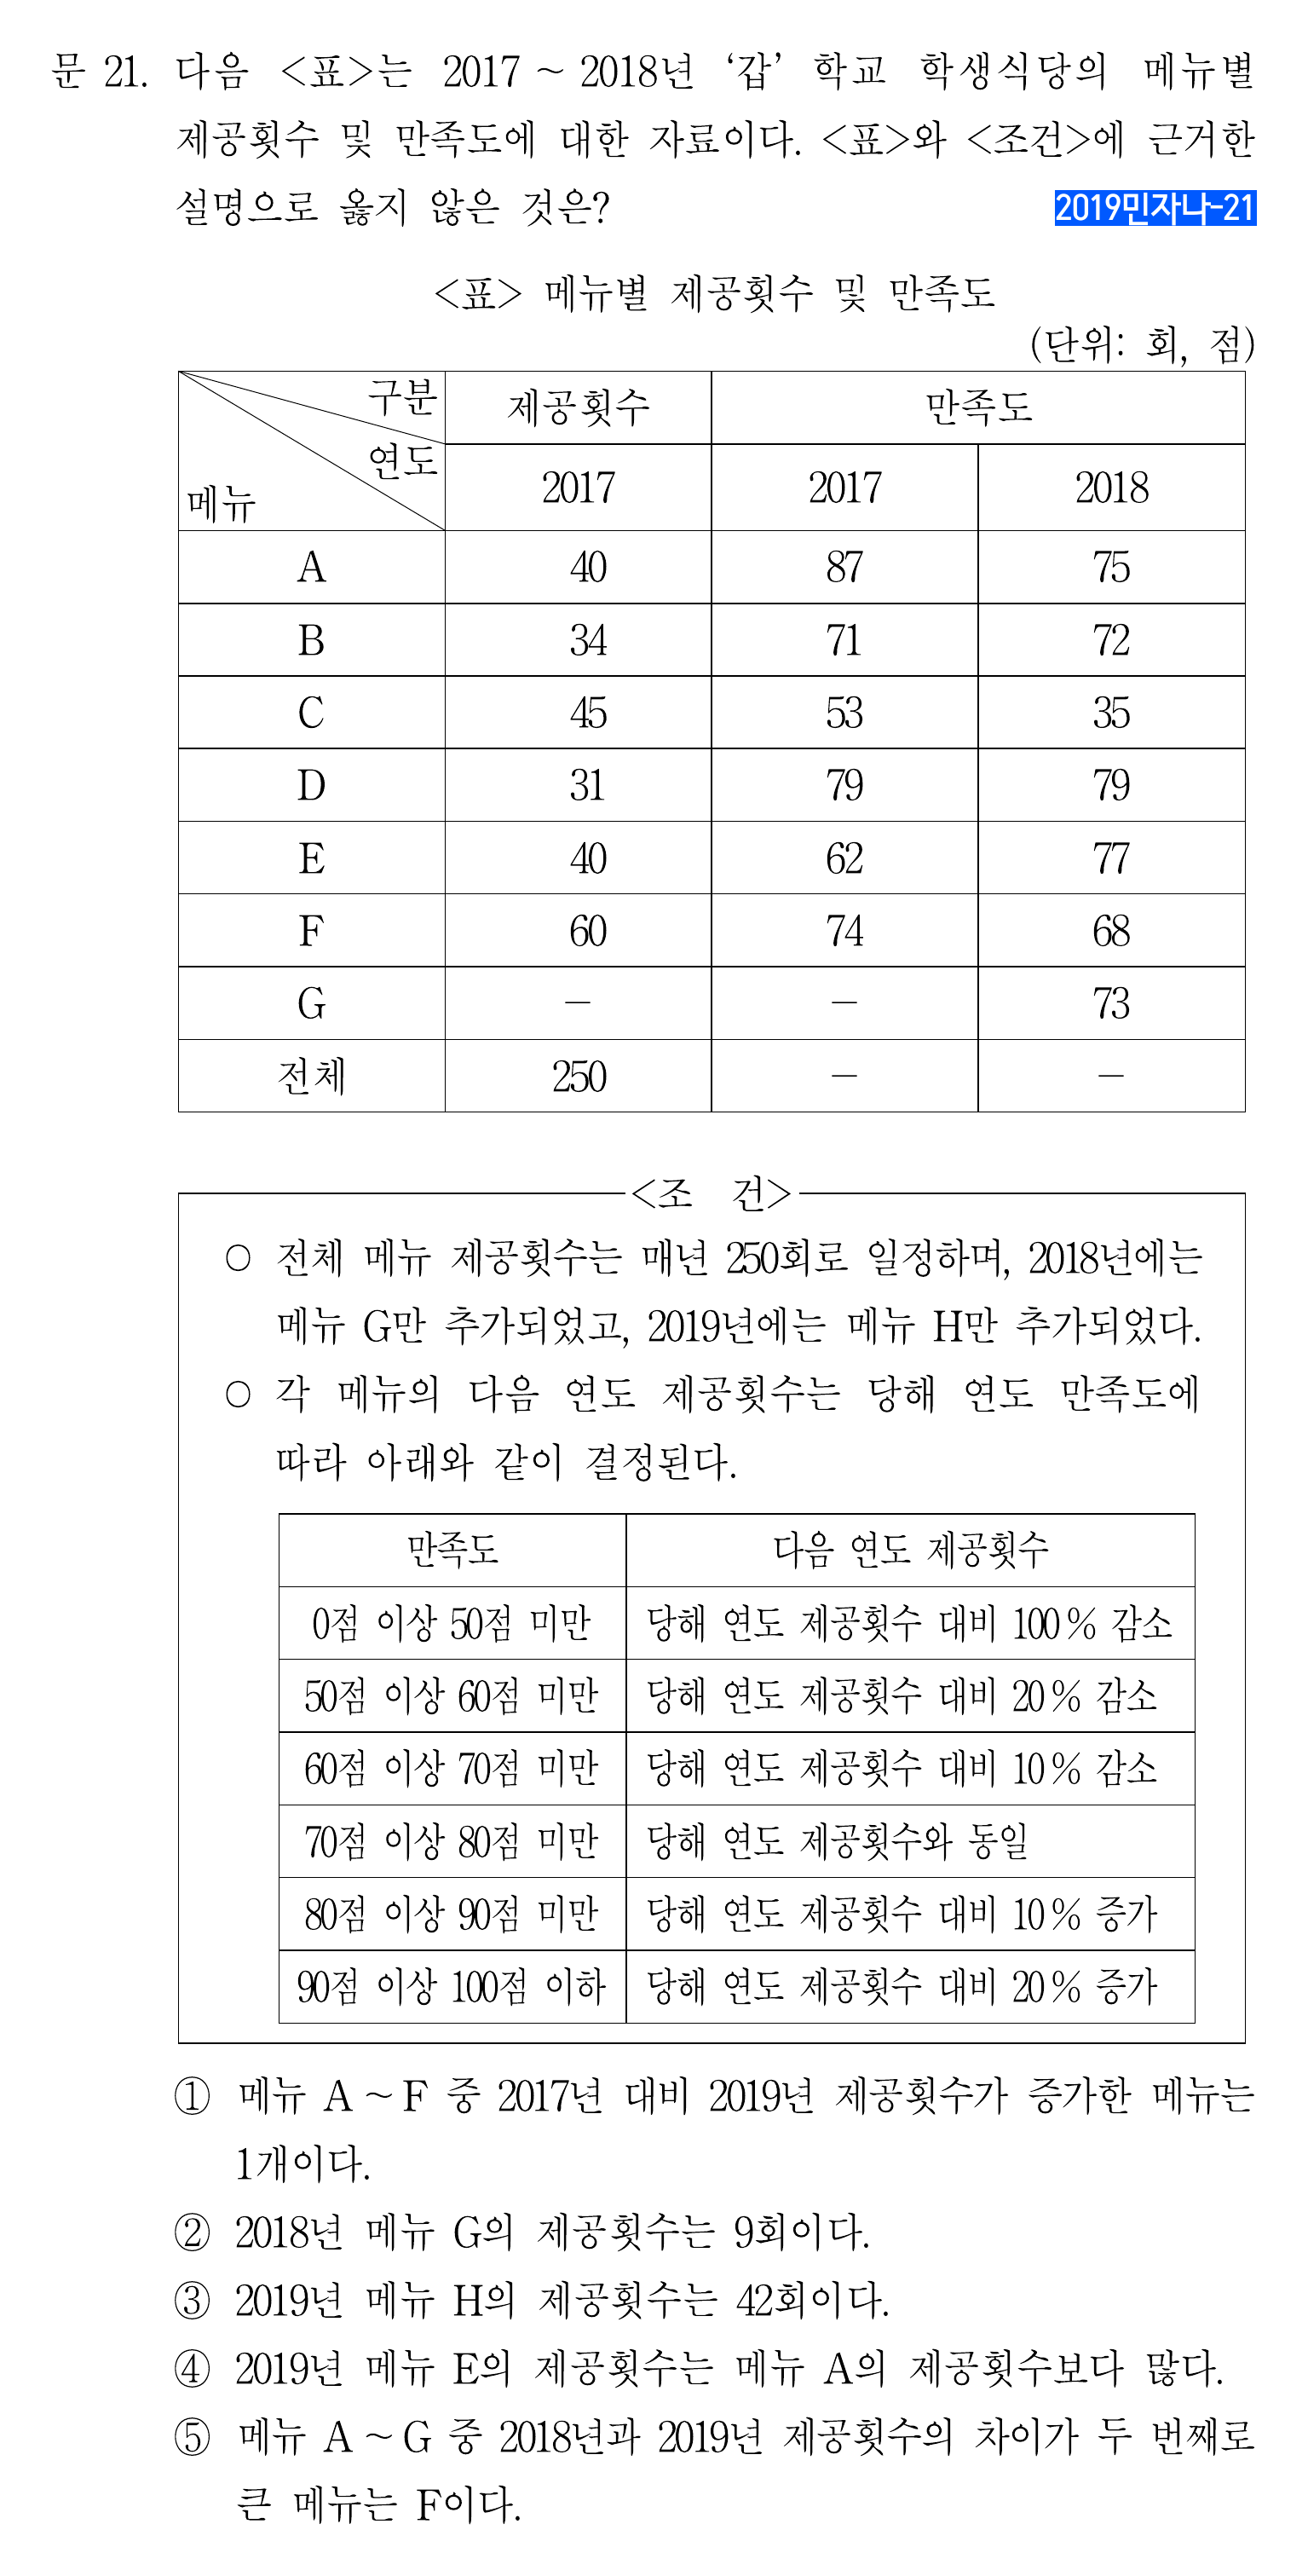 문 21. 다음 <표>는 2017 ~ 2018년 ‘갑’ 학교 학생식당의 메뉴별
제공횟수 및 만족도에 대한 자료이다. <표>와 <조건>에 근거한
설명으로 옳지 않은 것은?
2019민자나-21
<표> 메뉴별 제공횟수 및 만족도
(단위: 회, 점)
구분 제공횟수 만족도
연도
메뉴 2017 2017 2018
A 40 87 75
B 34 71 72
C 45 53 35
D 31 79 79
E 40 62 77
F 60 74 68
G － － 73
전체 250 － －
<조 건>
○ 전체 메뉴 제공횟수는 매년 250회로 일정하며, 2018년에는
메뉴 G만 추가되었고, 2019년에는 메뉴 H만 추가되었다.
○ 각 메뉴의 다음 연도 제공횟수는 당해 연도 만족도에
따라 아래와 같이 결정된다.
만족도 다음 연도 제공횟수
0점 이상 50점 미만 당해 연도 제공횟수 대비 100% 감소
50점 이상 60점 미만 당해 연도 제공횟수 대비 20% 감소
60점 이상 70점 미만 당해 연도 제공횟수 대비 10% 감소
70점 이상 80점 미만 당해 연도 제공횟수와 동일
80점 이상 90점 미만 당해 연도 제공횟수 대비 10% 증가
90점 이상 100점 이하 당해 연도 제공횟수 대비 20% 증가
① 메뉴 A ~ F 중 2017년 대비 2019년 제공횟수가 증가한 메뉴는
1개이다.
② 2018년 메뉴 G의 제공횟수는 9회이다.
③ 2019년 메뉴 H의 제공횟수는 42회이다.
④ 2019년 메뉴 E의 제공횟수는 메뉴 A의 제공횟수보다 많다.
⑤ 메뉴 A ~ G 중 2018년과 2019년 제공횟수의 차이가 두 번째로
큰 메뉴는 F이다.